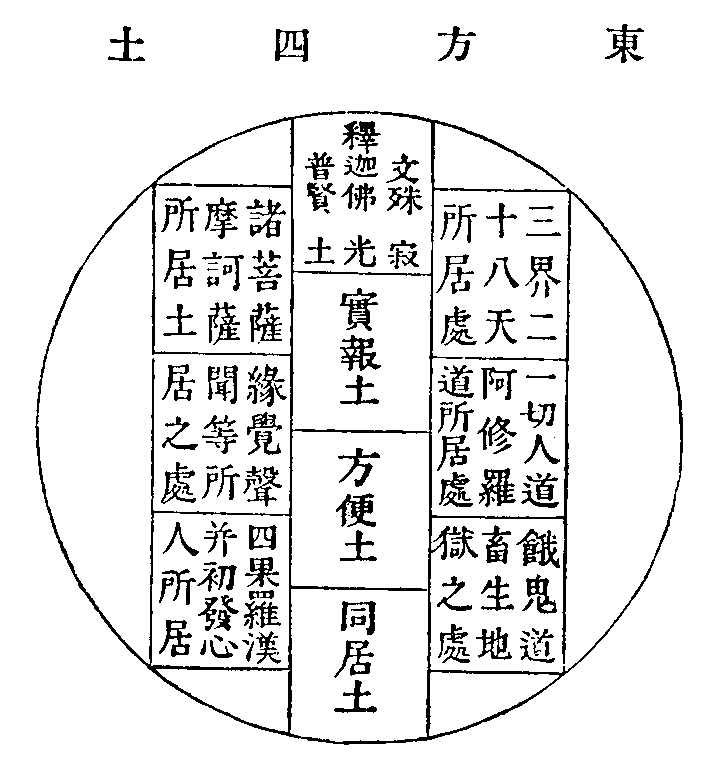 東方四土
文殊
釋迦佛
普賢
寂光土
實報土
方便土
同居土
三界二
十八天
所居處
一切人道
阿修羅
道所居處
餓鬼道
畜生地
獄之處
諸菩薩
摩訶薩
所居土
緣覺聲
聞等所
居之處
四果羅漢
并初發心
人所居